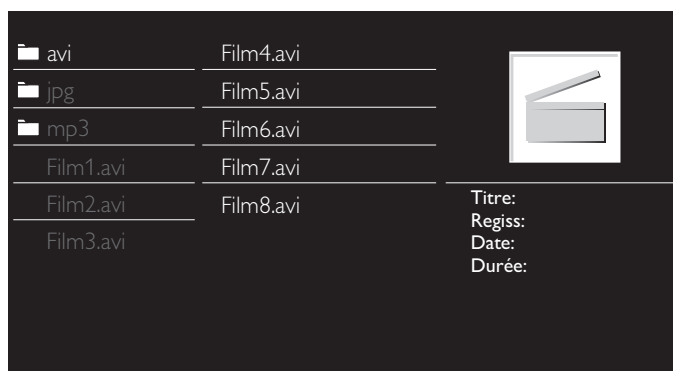 avi
jpg
mp3
Film1.avi
Film2.avi
Film3.avi
Film4.avi
Film5.avi
Film6.avi
Film7.avi
Film8.avi
Titre:
Regiss:
Date:
Durée: